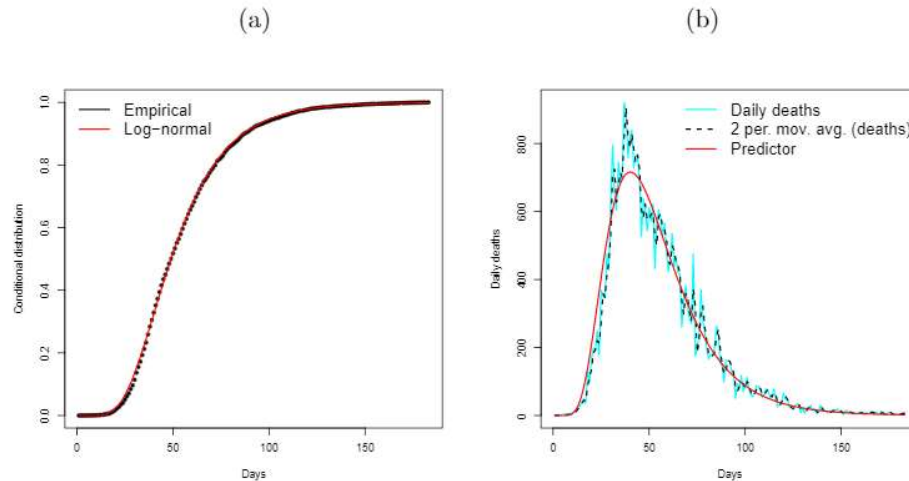 (a)
Conditional distribution
1.0
0.8
0.6
0.4
0.2
0.0
Empirical
Log-normal
0
50
100
150
Days
(b)
Daily deaths
800
600
400
200
0
Daily deaths
2 per. mov. avg. (deaths)
Predictor
0
50
100
150
Days